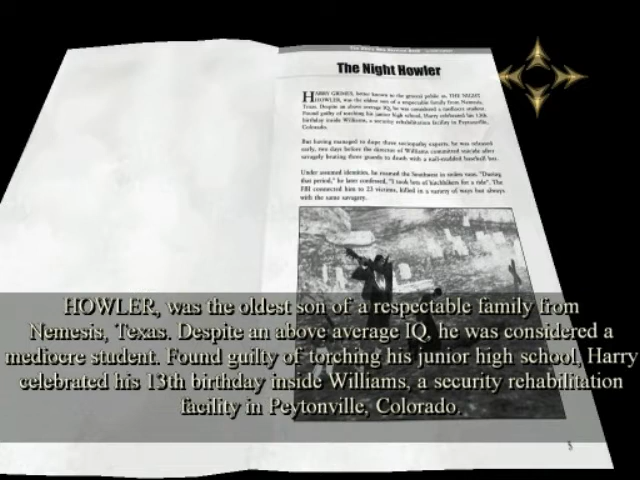 The Night Howler
HARRY GRIMES, better known to the general public as THE NIGHT
HOWLER, was the oldest son of a respectable family from Nemesis,
Texas. Despite an above average IQ, he was considered a mediocre student.
Found guilty of torching his junior high school, Harry celebrated his 13th
birthday inside Williams, a security rehabilitation facility in Peytonville,
Colorado.
But having managed to dupe three sociopathy experts, he was released
early, two days before the director of Williams committed suicide after
savagely beating three guards to death with a nail-studded baseball bat.
Under assumed identities, he roamed the Southwest in stolen vans. "During
that period," he later confessed, "I took lots of hitchhikers for a ride". The
FBI connected him to 23 victims, killed in a variety of ways but always
with the same savagery.
HOWLER, was the oldest son of a respectable family from
Nemesis, Texas. Despite an above average IQ, he was considered a
mediocre student. Found guilty of torching his junior high school, Harry
celebrated his 13th birthday inside Williams, a security rehabilitation
facility in Peytonville, Colorado.
5